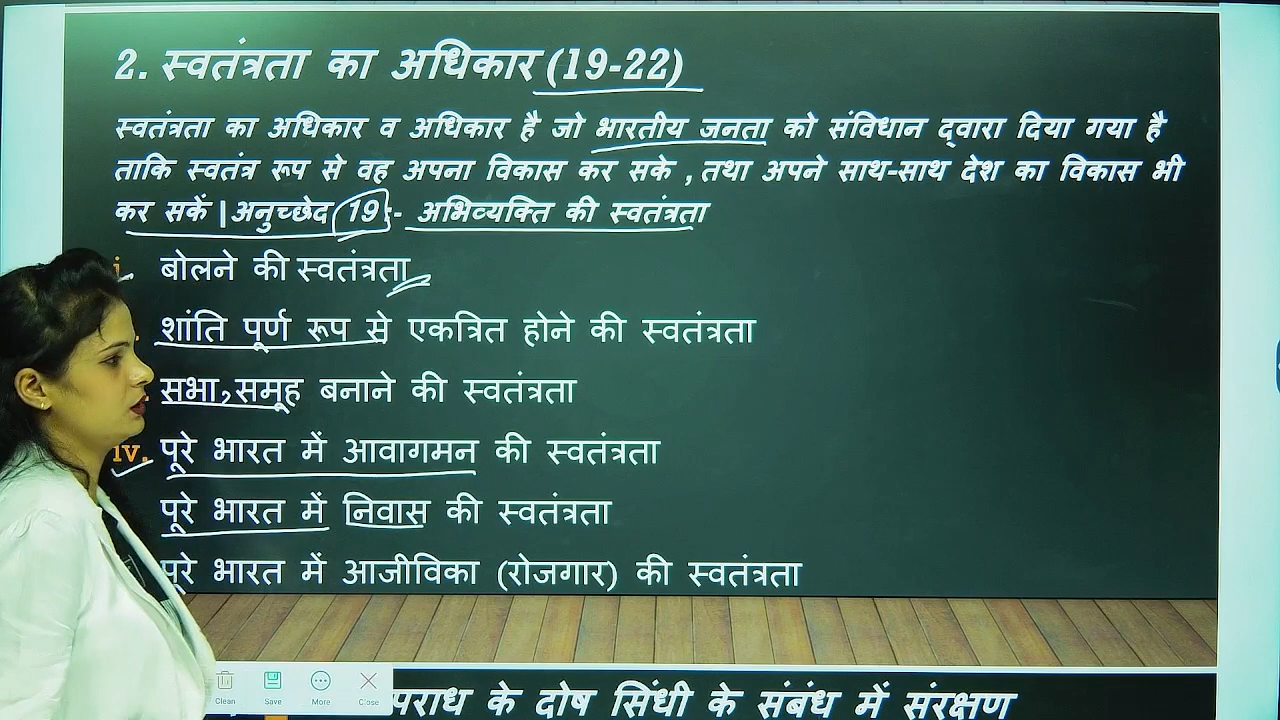 2. स्वतंत्रता का अधिकार (19-22)
स्वतंत्रता का अधिकार व अधिकार है जो भारतीय जनता को संविधान द्वारा दिया गया है
ताकि स्वतंत्र रूप से वह अपना विकास कर सके , तथा अपने साथ-साथ देश का विकास भी
कर सकें | अनुच्छेद 19 :- अभिव्यक्ति की स्वतंत्रता
i. बोलने की स्वतंत्रता
शांति पूर्ण रूप से एकत्रित होने की स्वतंत्रता
सभा,समूह बनाने की स्वतंत्रता
iv. पूरे भारत में आवागमन की स्वतंत्रता
पूरे भारत में निवास की स्वतंत्रता
पुरे भारत में आजीविका (रोजगार) की स्वतंत्रता
Clean Save More Close
के दोष सिंधी के संबंध में संरक्षण